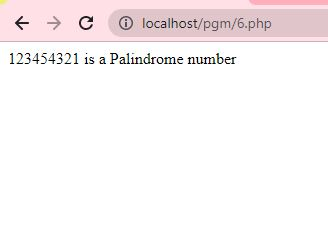 localhost/pgm/6.php
123454321 is a Palindrome number